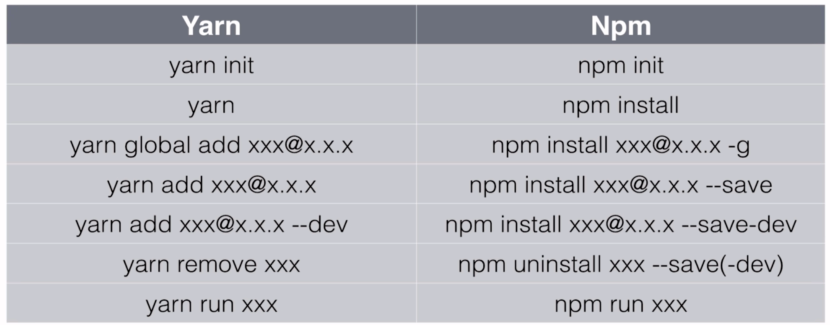 Yarn Npm
yarn init npm init
yarn npm install
yarn global add xxx@x.x.x npm install xxx@x.x.x -g
yarn add xxx@x.x.x npm install xxx@x.x.x --save
yarn add xxx@x.x.x --dev npm install xxx@x.x.x --save-dev
yarn remove xxx npm uninstall xxx --save(-dev)
yarn run xxx npm run xxx